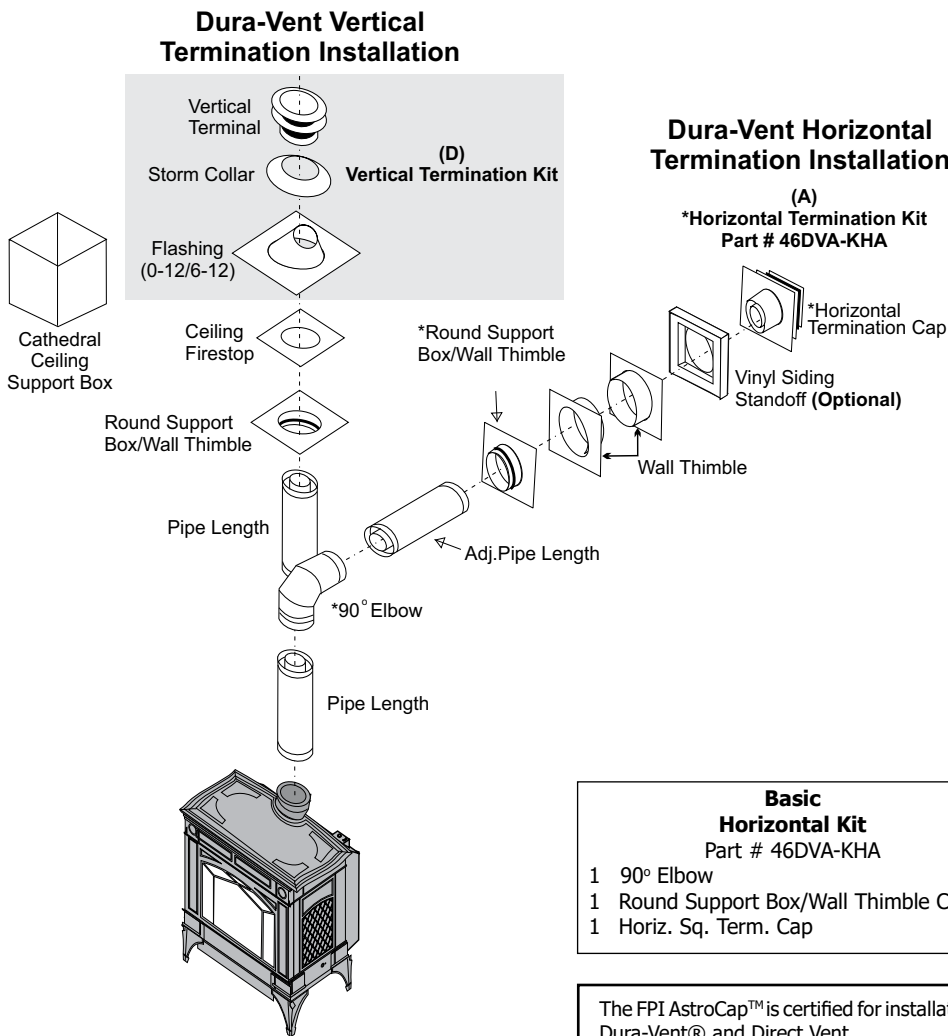 Dura-Vent Vertical
Termination Installation
Vertical
Terminal
Storm Collar
(D)
Vertical Termination Kit
Flashing
(0-12/6-12)
Cathedral
Ceiling
Support Box
Ceiling
Firestop
Round Support
Box/Wall Thimble
Pipe Length
*90° Elbow
Pipe Length
Dura-Vent Horizontal
Termination Installation
(A)
*Horizontal Termination Kit
Part # 46DVA-KHA
*Horizontal
Termination Cap
*Round Support
Box/Wall Thimble
Vinyl Siding
Standoff (Optional)
Wall Thimble
Adj.Pipe Length
Basic
Horizontal Kit
Part # 46DVA-KHA
1 90° Elbow
1 Round Support Box/Wall Thimble
1 Horiz. Sq. Term. Cap
The FPI AstroCap™ is certified for
Dura-Vent® and Direct Vent